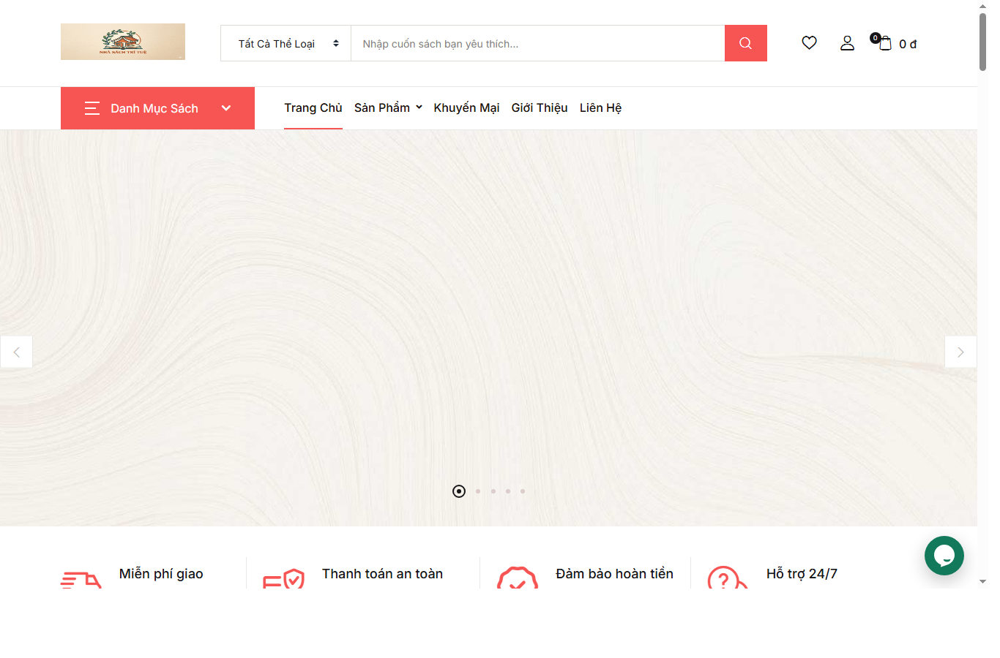 NHÀ SÁCH TRÍ TUỆ
Tất Cả Thể Loại
Nhập cuốn sách bạn yêu thích...
0
0 đ
Danh Mục Sách
Trang Chủ
Sản Phẩm
Khuyến Mại
Giới Thiệu
Liên Hệ
Miễn phí giao
Thanh toán an toàn
Đảm bảo hoàn tiền
Hỗ trợ 24/7